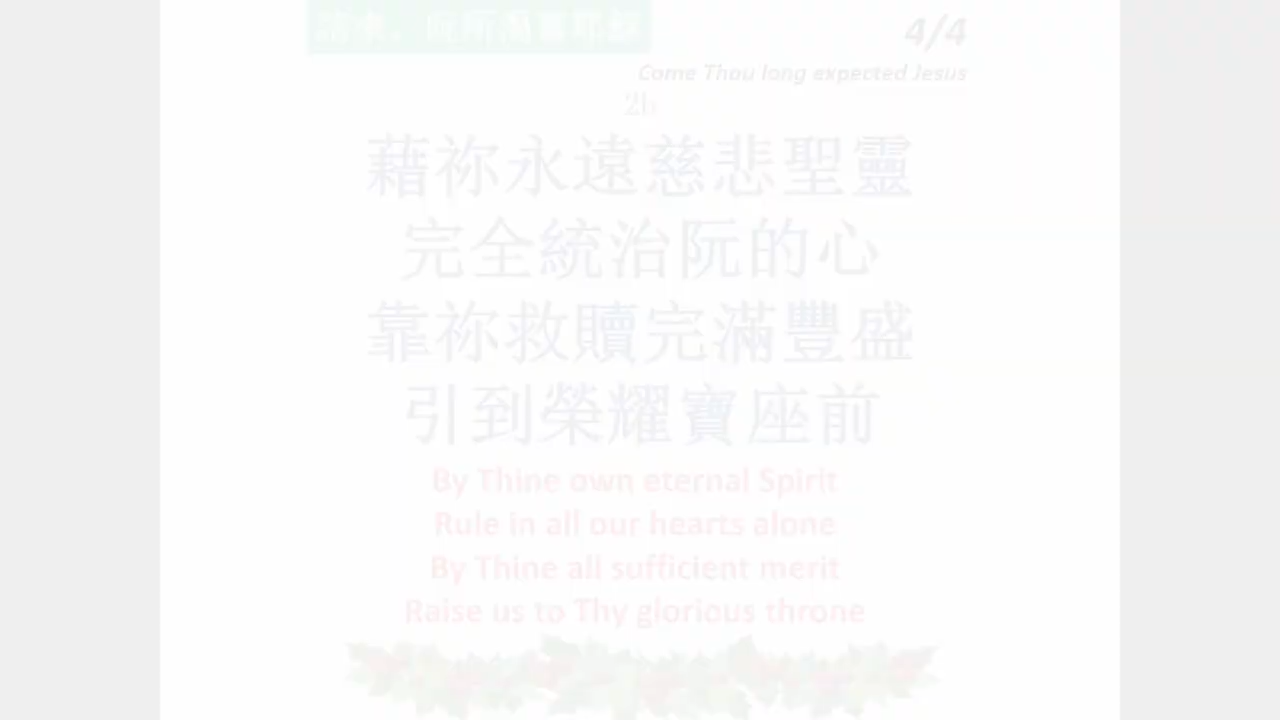 4/4
Come Thou long expected Jesus
2b
藉祢永遠慈悲聖靈
完全統治阮的心
靠祢救贖完滿豐盛
引到榮耀寶座前
By Thine own eternal Spirit
Rule in all our hearts alone
By Thine all sufficient merit
Raise us to Thy glorious throne